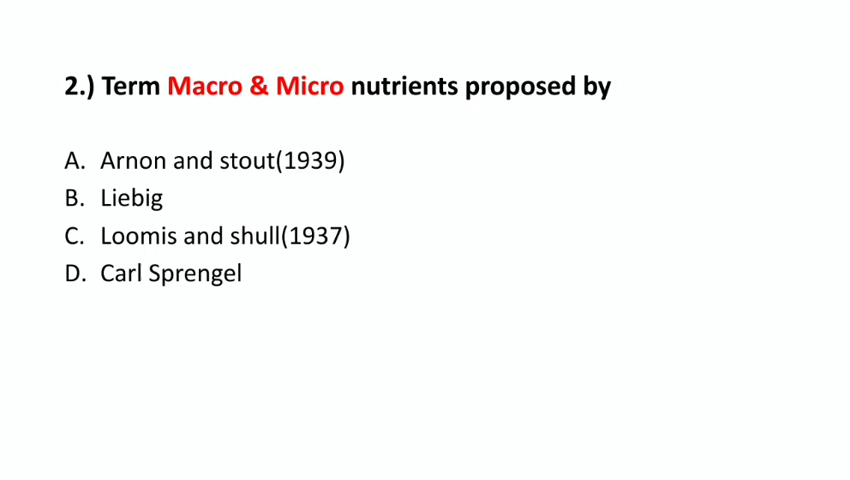 2.) Term Macro & Micro nutrients proposed by
A. Arnon and stout(1939)
B. Liebig
C. Loomis and shull(1937)
D. Carl Sprengel